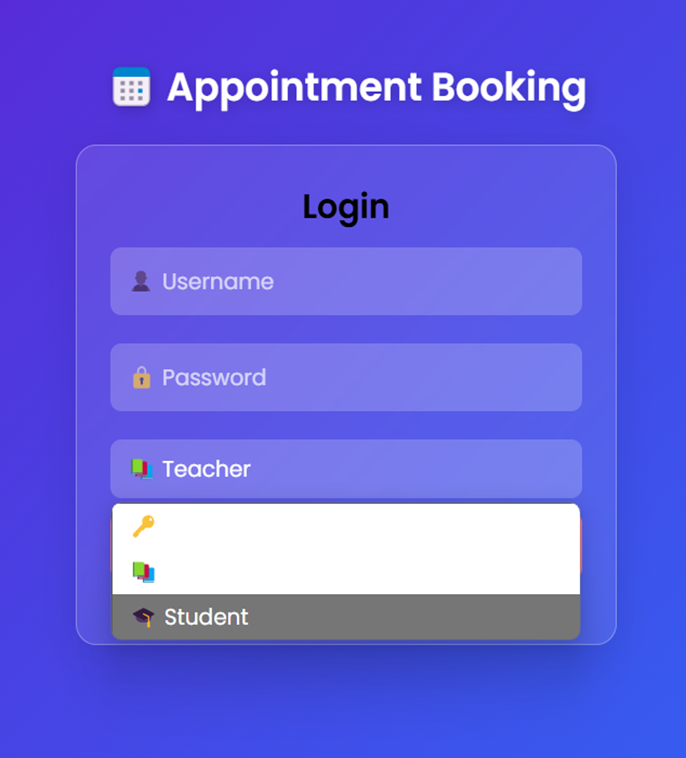 Appointment Booking
Login
Username
Password
Teacher
Student